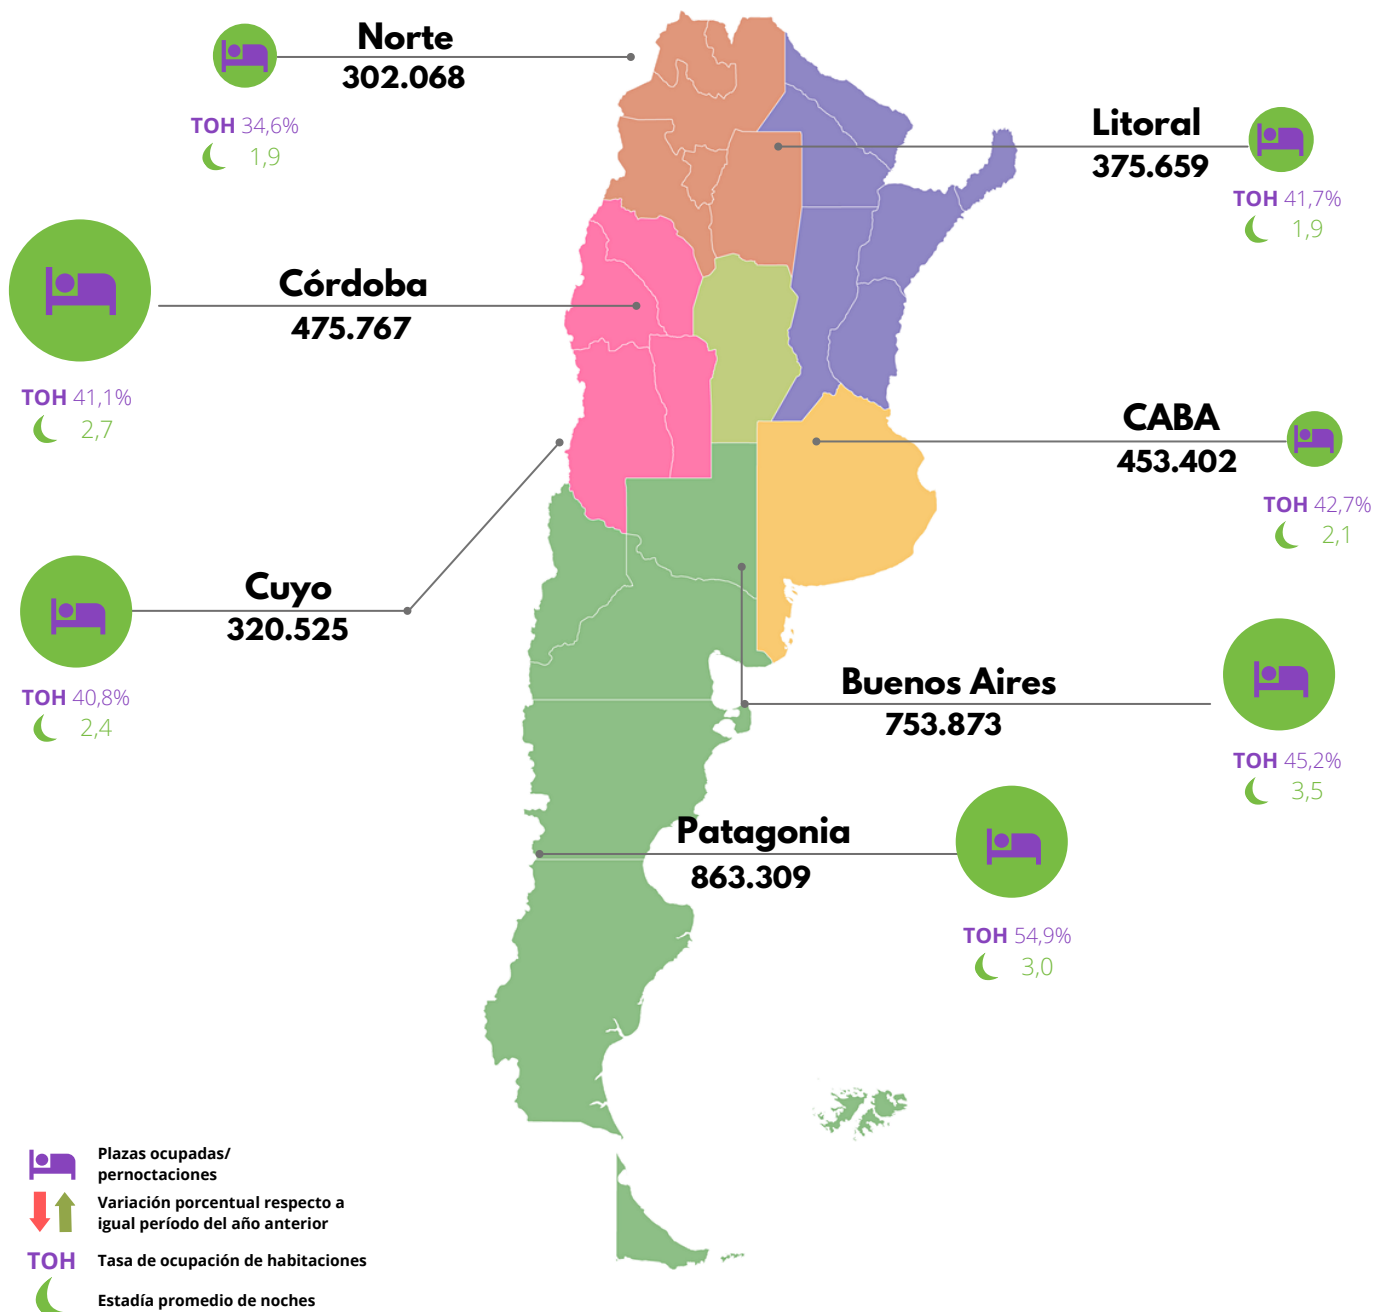 Norte
302.068
TOH 34,6%
1,9
Litoral
375.659
TOH 41,7%
1,9
Córdoba
475.767
TOH 41,1%
2,7
CABA
453.402
TOH 42,7%
2,1
Cuyo
320.525
TOH 40,8%
2,4
Buenos Aires
753.873
TOH 45,2%
3,5
Patagonia
863.309
TOH 54,9%
3,0
Plazas ocupadas/
pernoctaciones
Variación porcentual respecto a
igual período del año anterior
TOH Tasa de ocupación de habitaciones
Estadía promedio de noches